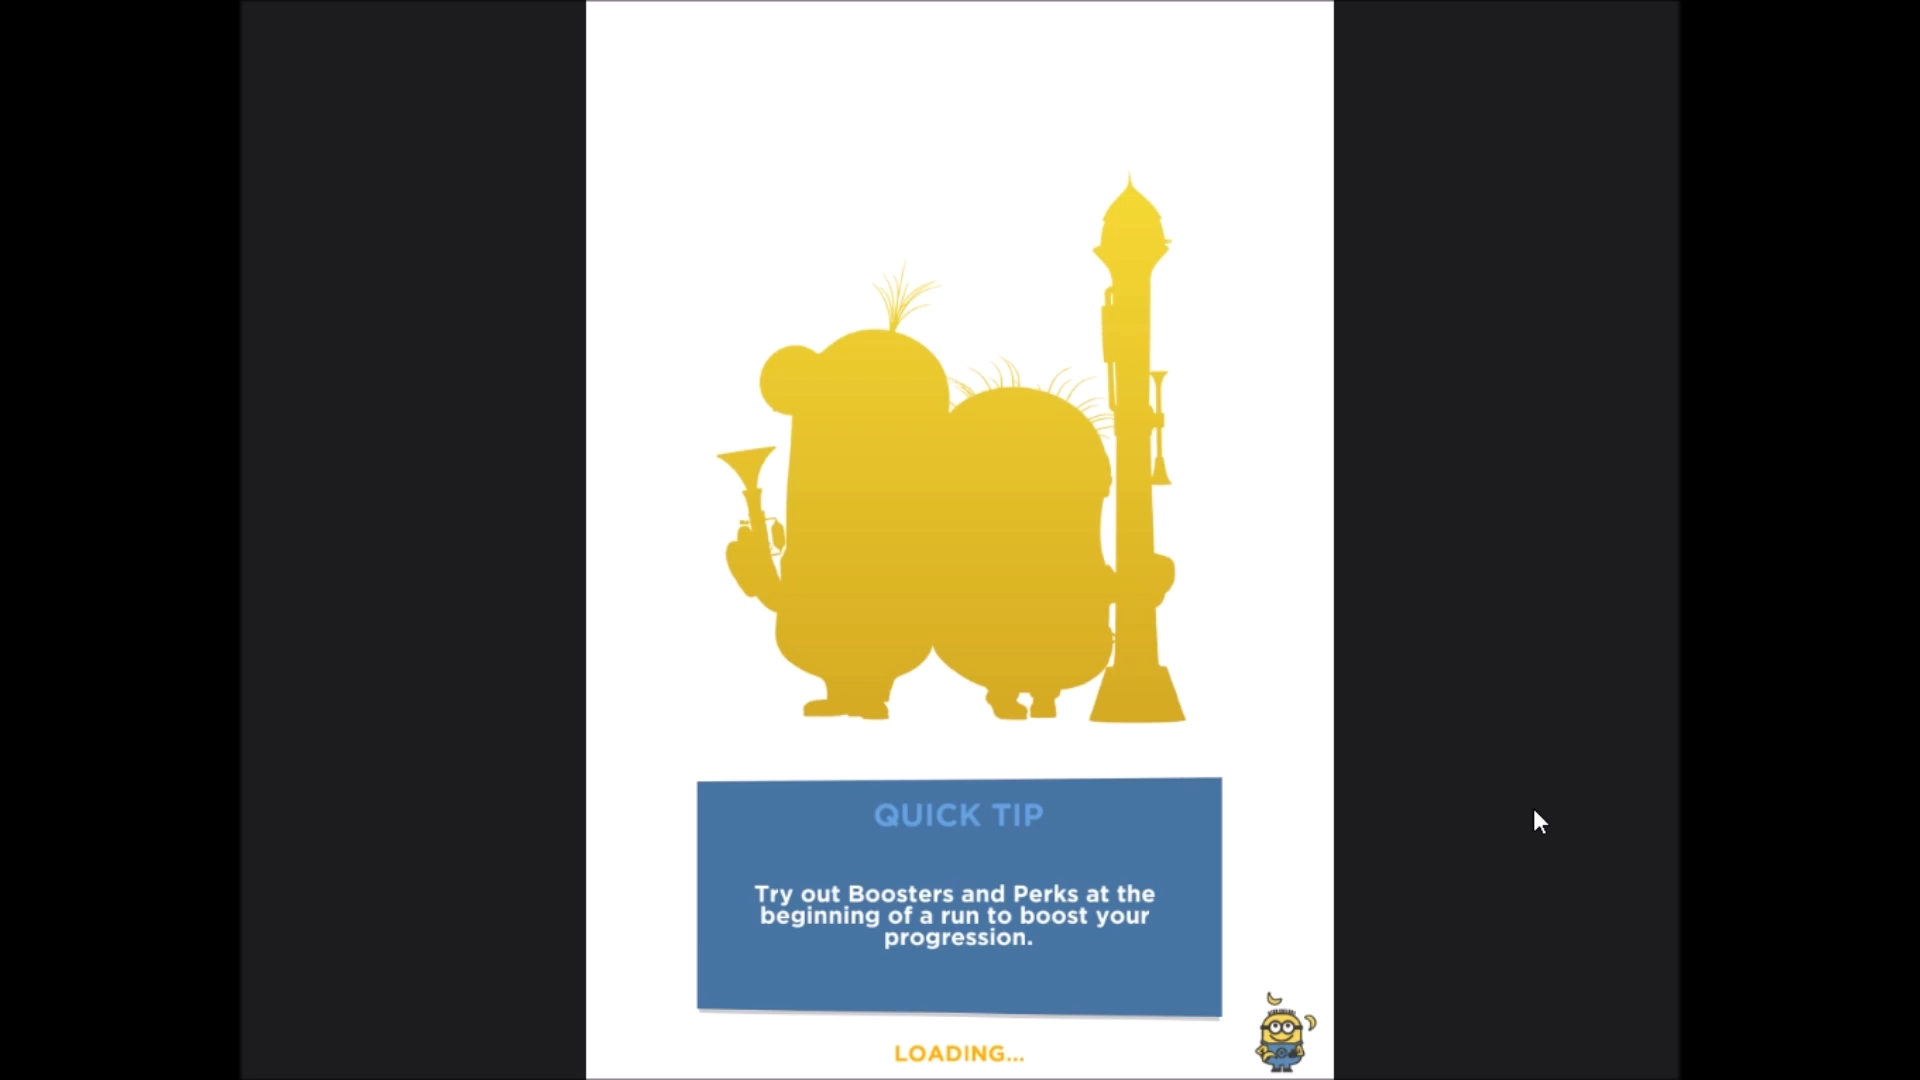 QUICK TIP
Try out Boosters and Perks at the
beginning of a run to boost your
progression.
LOADING...